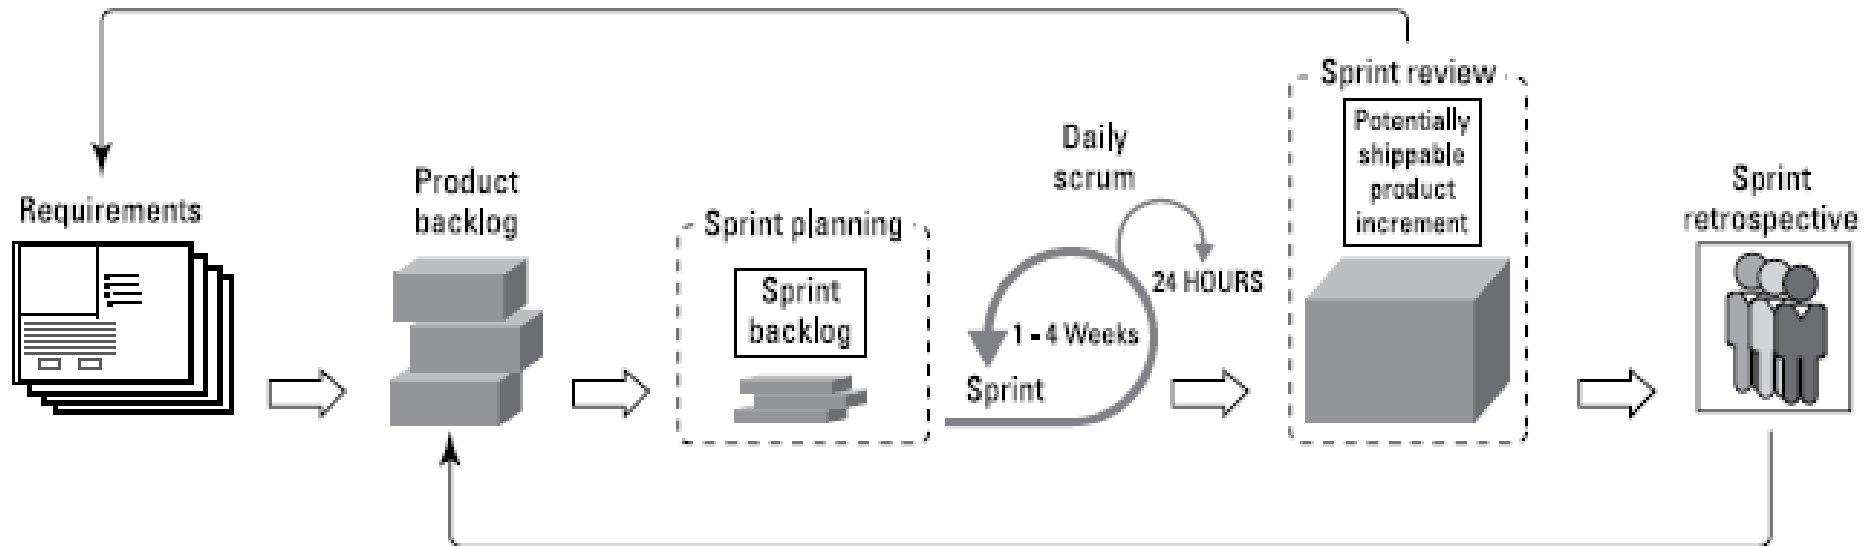 Requirements
Product
backlog
Sprint planning
Sprint
backlog
Daily
scrum
24 HOURS
1 - 4 Weeks
Sprint
Sprint review
Potentially
shippable
product
increment
Sprint
retrospective